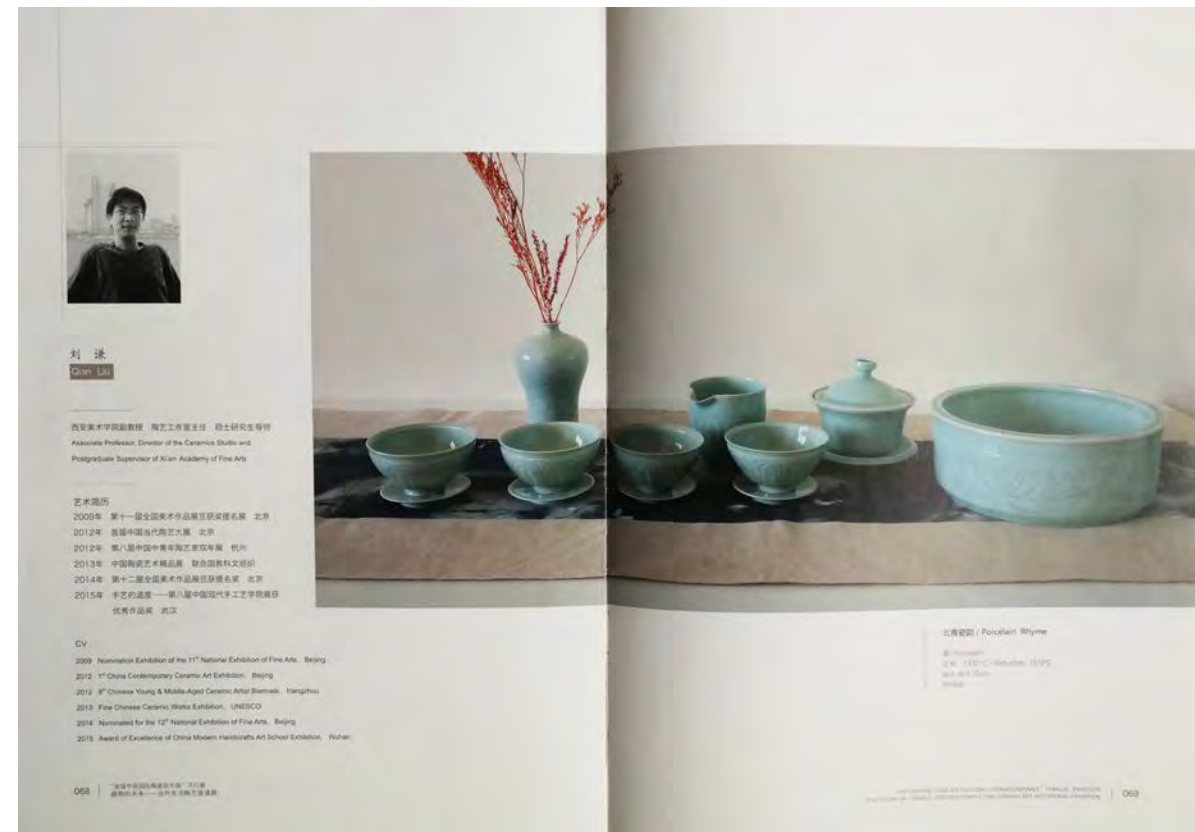 刘 谦
Qian Liu
西安美术学院副教授 陶艺工作室主任 硕士研究生导师
Associate Professor, Director of the Ceramics Studio and
Postgraduate Supervisor of Xi'an Academy of Fine Arts
艺术简历
2009年 第十一届全国美术作品展览获奖提名展 北京
2012年 首届中国当代陶艺大展 北京
2012年 第八届中国中青年陶艺家双年展 杭州
2013年 中国陶瓷艺术精品展 联合国教科文组织
2014年 第十二届全国美术作品展览获提名奖 北京
2015年 手艺的温度——第八届中国现代手工艺学院展获
优秀作品奖 武汉
CV
2009 Nomination Exhibition of the 11th National Exhibition of Fine Arts, Beijing
2012 1st China Contemporary Ceramic Art Exhibition, Beijing
2012 8th Chinese Young & Middle-Aged Ceramic Artist Biennale, Hangzhou
2013 Fine Chinese Ceramic Works Exhibition, UNESCO
2014 Nominated for the 12th National Exhibition of Fine Arts, Beijing
2015 Award of Excellence of China Modern Handicrafts Art School Exhibition, Wuhan
068
北青瓷韵 / Porcelain Rhyme
069